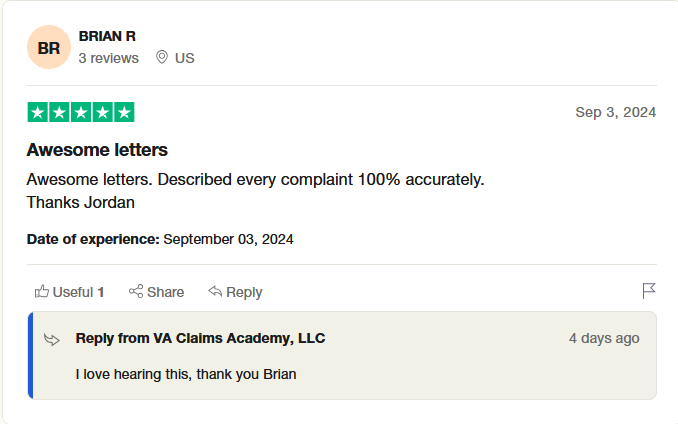 BR
BRIAN R
3 reviews US
Sep 3, 2024
Awesome letters
Awesome letters. Described every complaint 100% accurately.
Thanks Jordan
Date of experience: September 03, 2024
Useful 1 Share Reply
Reply from VA Claims Academy, LLC 4 days ago
I love hearing this, thank you Brian